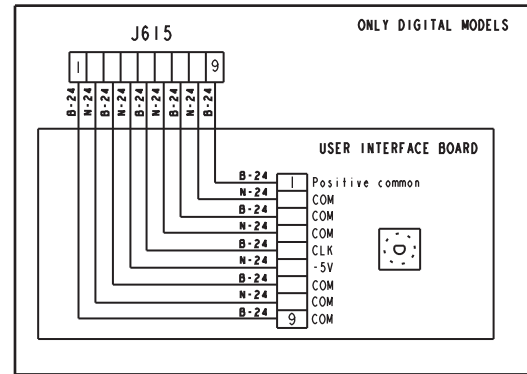 ONLY DIGITAL MODELS
J615
1 9
B-24 N-24 B-24 N-24 B-24 N-24 B-24 N-24 B-24
USER INTERFACE BOARD
B-24 1 Positive common
N-24 COM
B-24 COM
N-24 COM
B-24 CLK
N-24 -5V
B-24 COM
N-24 COM
B-24 9 COM